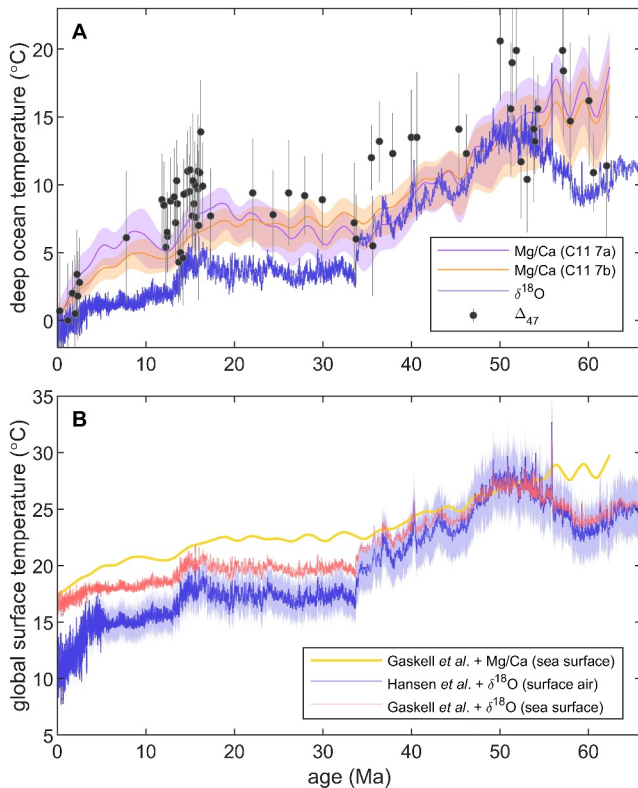 A
deep ocean temperature (°C)
20
15
10
5
0
0 10 20 30 40 50 60
Mg/Ca (C11 7a)
Mg/Ca (C11 7b)
δ¹⁸O
Δ₄₇
B
global surface temperature (°C)
35
30
25
20
15
10
5
Gaskell et al. + Mg/Ca (sea surface)
Hansen et al. + δ¹⁸O (surface air)
Gaskell et al. + δ¹⁸O (sea surface)
0 10 20 30 40 50 60
age (Ma)